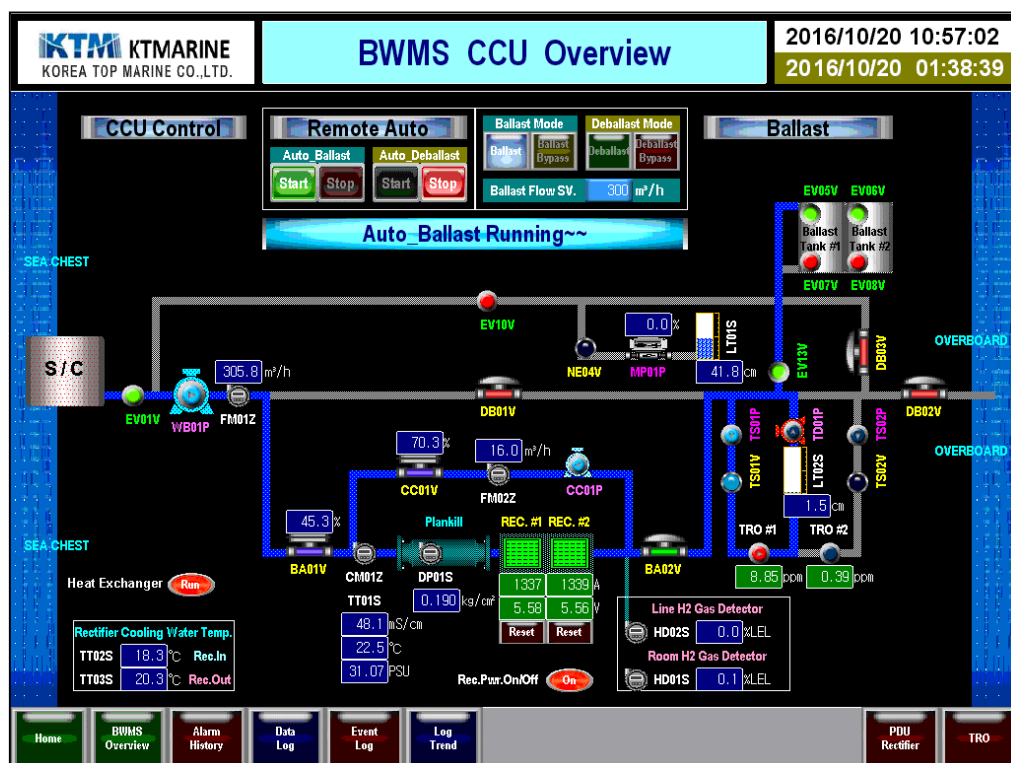 KTM KTMARINE
KOREA TOP MARINE CO.,LTD.
BWMS CCU Overview
2016/10/20 10:57:02
2016/10/20 01:38:39
CCU Control
Remote Auto
Auto_Ballast
Start
Stop
Auto_Deballast
Start
Stop
Ballast Mode
Ballast
Ballast
Bypass
Deballast Mode
Deballast
Deballast
Bypass
Ballast Flow SV. 300 m³/h
Ballast
Auto_Ballast Running~~
EV05V EV06V
Ballast
Tank #1
Ballast
Tank #2
EV07V EV08V
SEA CHEST
EV10V
0.0 %
LT01S
NE04V
MP01P
41.8 cm
EV13V
DB03V
OVERBOARD
S/C
305.8 m³/h
EV01V
WB01P
FM01Z
DB01V
DB02V
TS01P
TD01P
TS02P
OVERBOARD
70.3 %
16.0 m³/h
CC01V
FM02Z
CC01P
TS01V
LT02S
TS02V
1.5 cm
45.3 %
Plankill
REC. #1 REC. #2
TRO #1
TRO #2
SEA CHEST
BA01V
CM01Z
DP01S
BA02V
8.85 ppm
0.39 ppm
Heat Exchanger Run
TT01S
0.190 kg/cm²
1337 1339 A
5.58 5.56 V
Reset Reset
48.1 mS/cm
22.5 °C
31.07 PSU
Rectifier Cooling Water Temp.
TT02S 18.3 °C Rec.In
TT03S 20.3 °C Rec.Out
Rec.Pwr.On/Off On
Line H2 Gas Detector
HD02S 0.0 %LEL
Room H2 Gas Detector
HD01S 0.1 %LEL
Home
BWMS
Overview
Alarm
History
Data
Log
Event
Log
Log
Trend
PDU
Rectifier
TRO